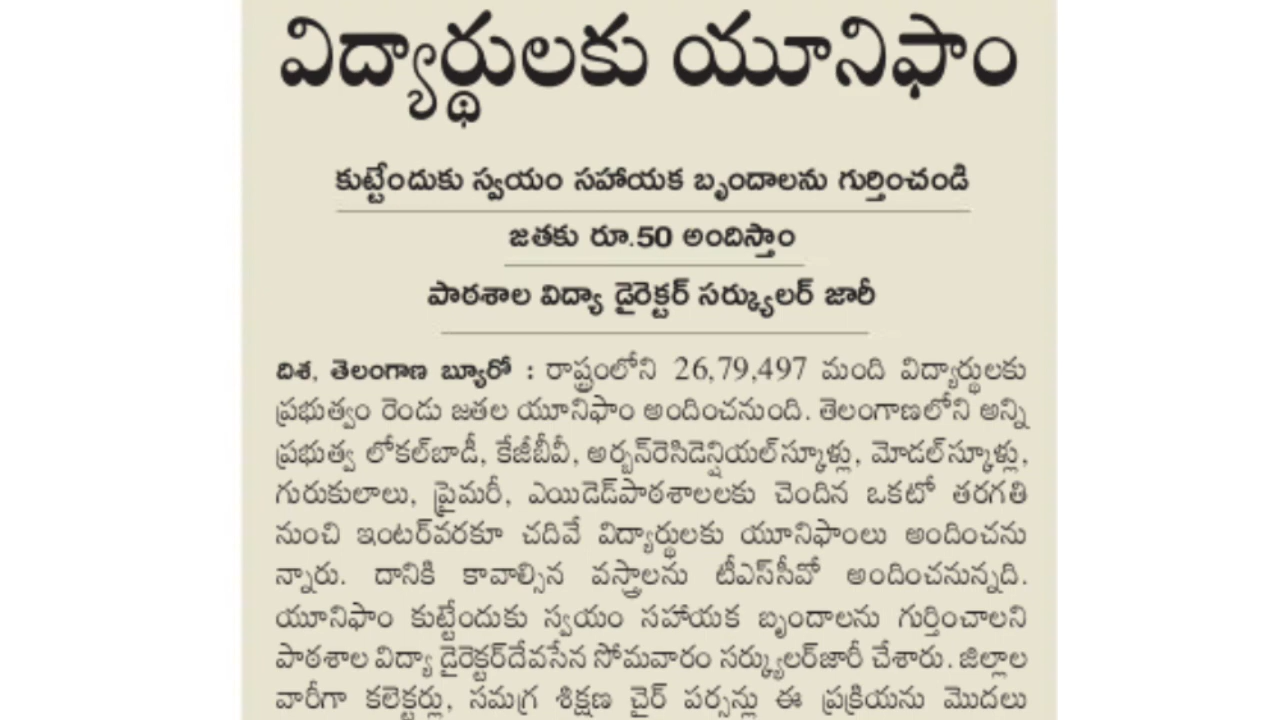 విద్యార్థులకు యూనిఫాం
కుట్టేందుకు స్వయం సహాయక బృందాలను గుర్తించండి
జతకు రూ.50 అందిస్తాం
పాఠశాల విద్యా డైరెక్టర్ సర్క్యులర్ జారీ
దిశ, తెలంగాణ బ్యూరో : రాష్ట్రంలోని 26,79,497 మంది విద్యార్థులకు
ప్రభుత్వం రెండు జతల యూనిఫాం అందించనుంది. తెలంగాణలోని అన్ని
ప్రభుత్వ లోకల్‌బాడీ, కేజీబీవీ, అర్బన్‌రెసిడెన్షియల్‌స్కూళ్లు, మోడల్‌స్కూళ్లు,
గురుకులాలు, ప్రైమరీ, ఎయిడెడ్‌పాఠశాలలకు చెందిన ఒకటో తరగతి
నుంచి ఇంటర్‌వరకూ చదివే విద్యార్థులకు యూనిఫాంలు అందించను
న్నారు. దానికి కావాల్సిన వస్త్రాలను టీఎస్‌సీవో అందించనున్నది.
యూనిఫాం కుట్టేందుకు స్వయం సహాయక బృందాలను గుర్తించాలని
పాఠశాల విద్యా డైరెక్టర్‌దేవసేన సోమవారం సర్క్యులర్‌జారీ చేశారు. జిల్లాల
వారీగా కలెక్టర్లు, సమగ్ర శిక్షణ చైర్ పర్సన్లు ఈ ప్రక్రియను మొదలు